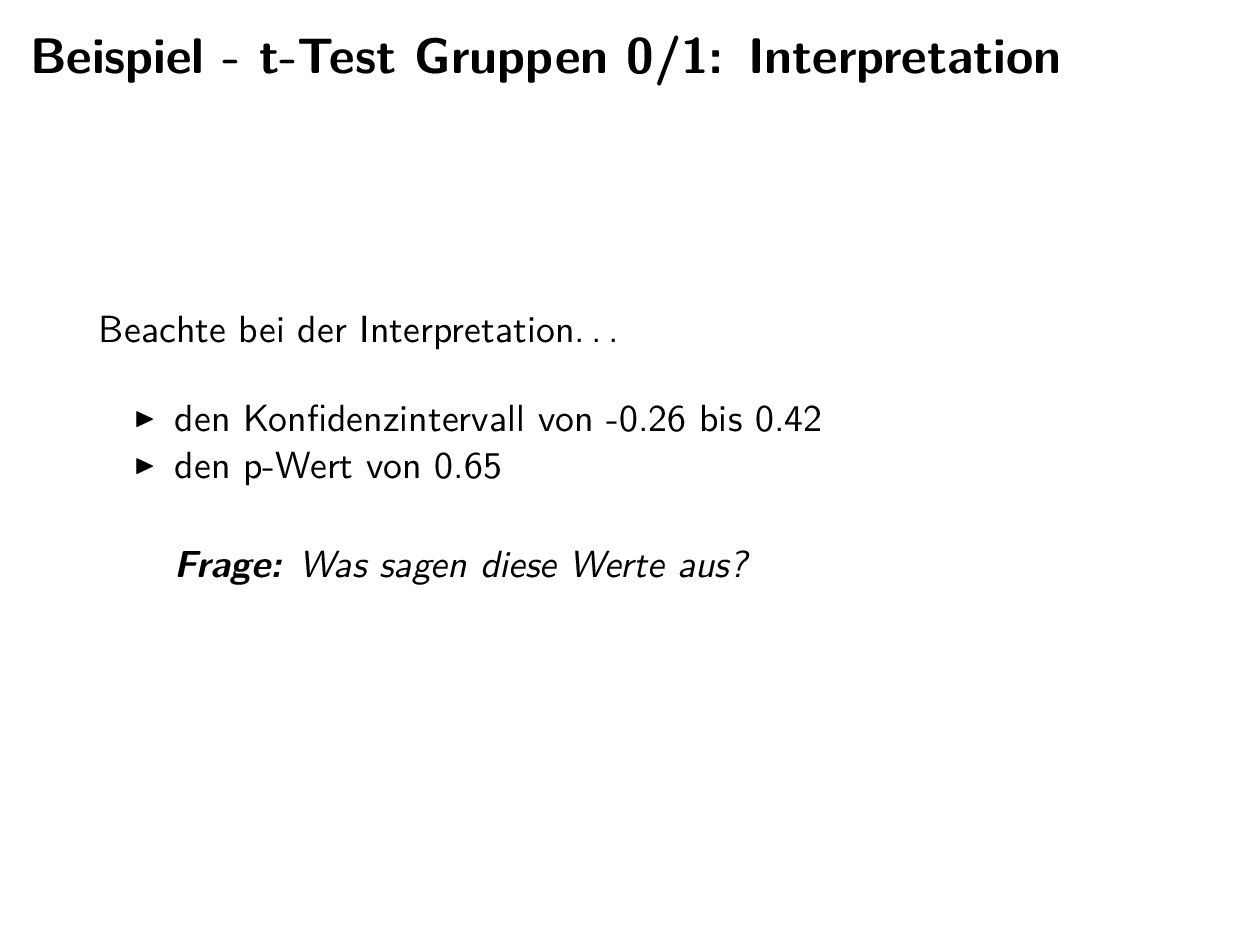 Beispiel - t-Test Gruppen 0/1: Interpretation
Beachte bei der Interpretation. . .
▶ den Konfidenzintervall von -0.26 bis 0.42
▶ den p-Wert von 0.65
Frage: Was sagen diese Werte aus?